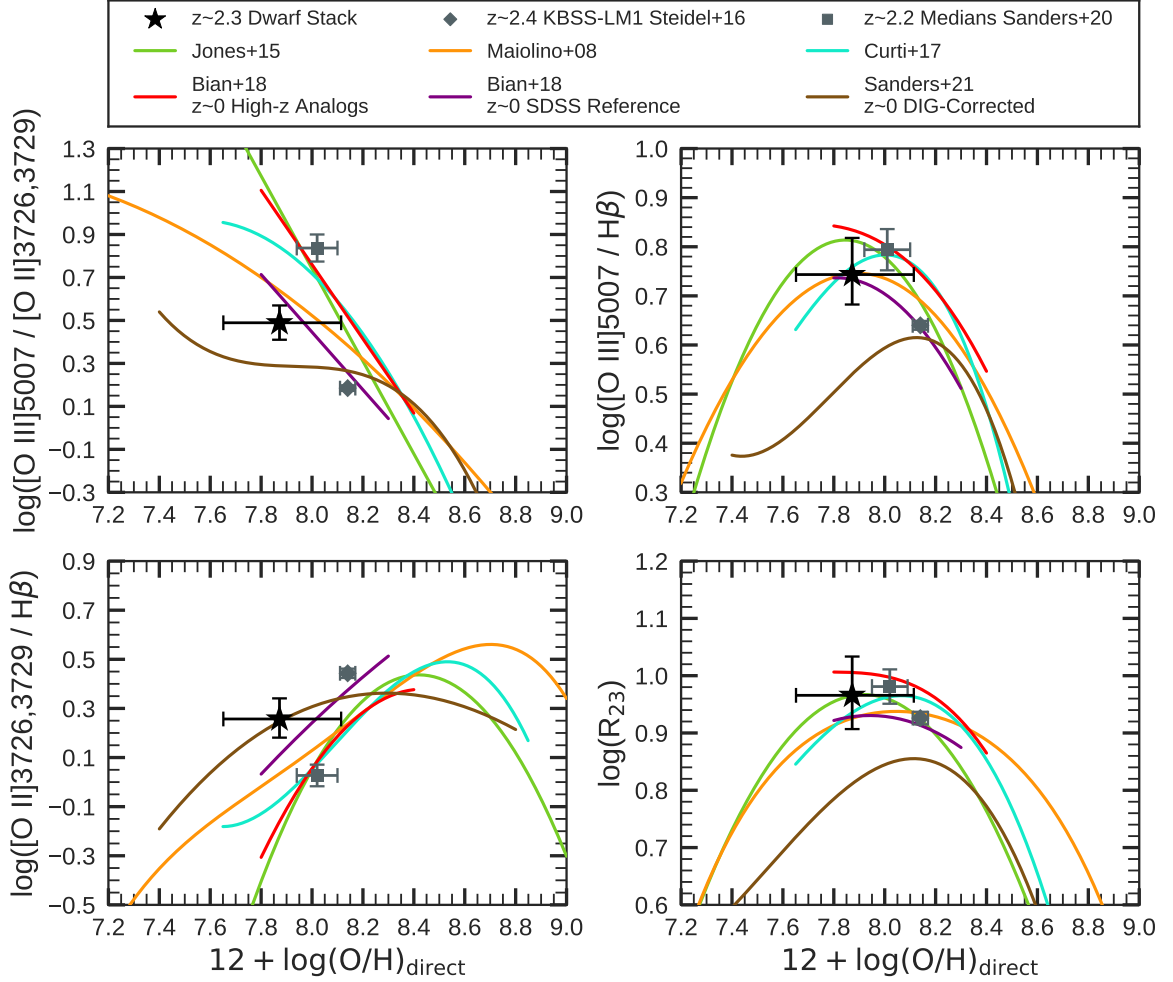 z~2.3 Dwarf Stack
z~2.4 KBSS-LM1 Steidel+16
z~2.2 Medians Sanders+20
Jones+15
Maiolino+08
Curti+17
Bian+18
z~0 High-z Analogs
Bian+18
z~0 SDSS Reference
Sanders+21
z~0 DIG-Corrected
log([O III]5007 / [O II]3726,3729)
1.3
1.1
0.9
0.7
0.5
0.3
0.1
−0.1
−0.3
7.2 7.4 7.6 7.8 8.0 8.2 8.4 8.6 8.8 9.0
log([O III]5007 / Hβ)
1.0
0.9
0.8
0.7
0.6
0.5
0.4
0.3
7.2 7.4 7.6 7.8 8.0 8.2 8.4 8.6 8.8 9.0
log([O II]3726,3729 / Hβ)
0.9
0.7
0.5
0.3
0.1
−0.1
−0.3
−0.5
7.2 7.4 7.6 7.8 8.0 8.2 8.4 8.6 8.8 9.0
12 + log(O/H)direct
log(R23)
1.2
1.1
1.0
0.9
0.8
0.7
0.6
7.2 7.4 7.6 7.8 8.0 8.2 8.4 8.6 8.8 9.0
12 + log(O/H)direct